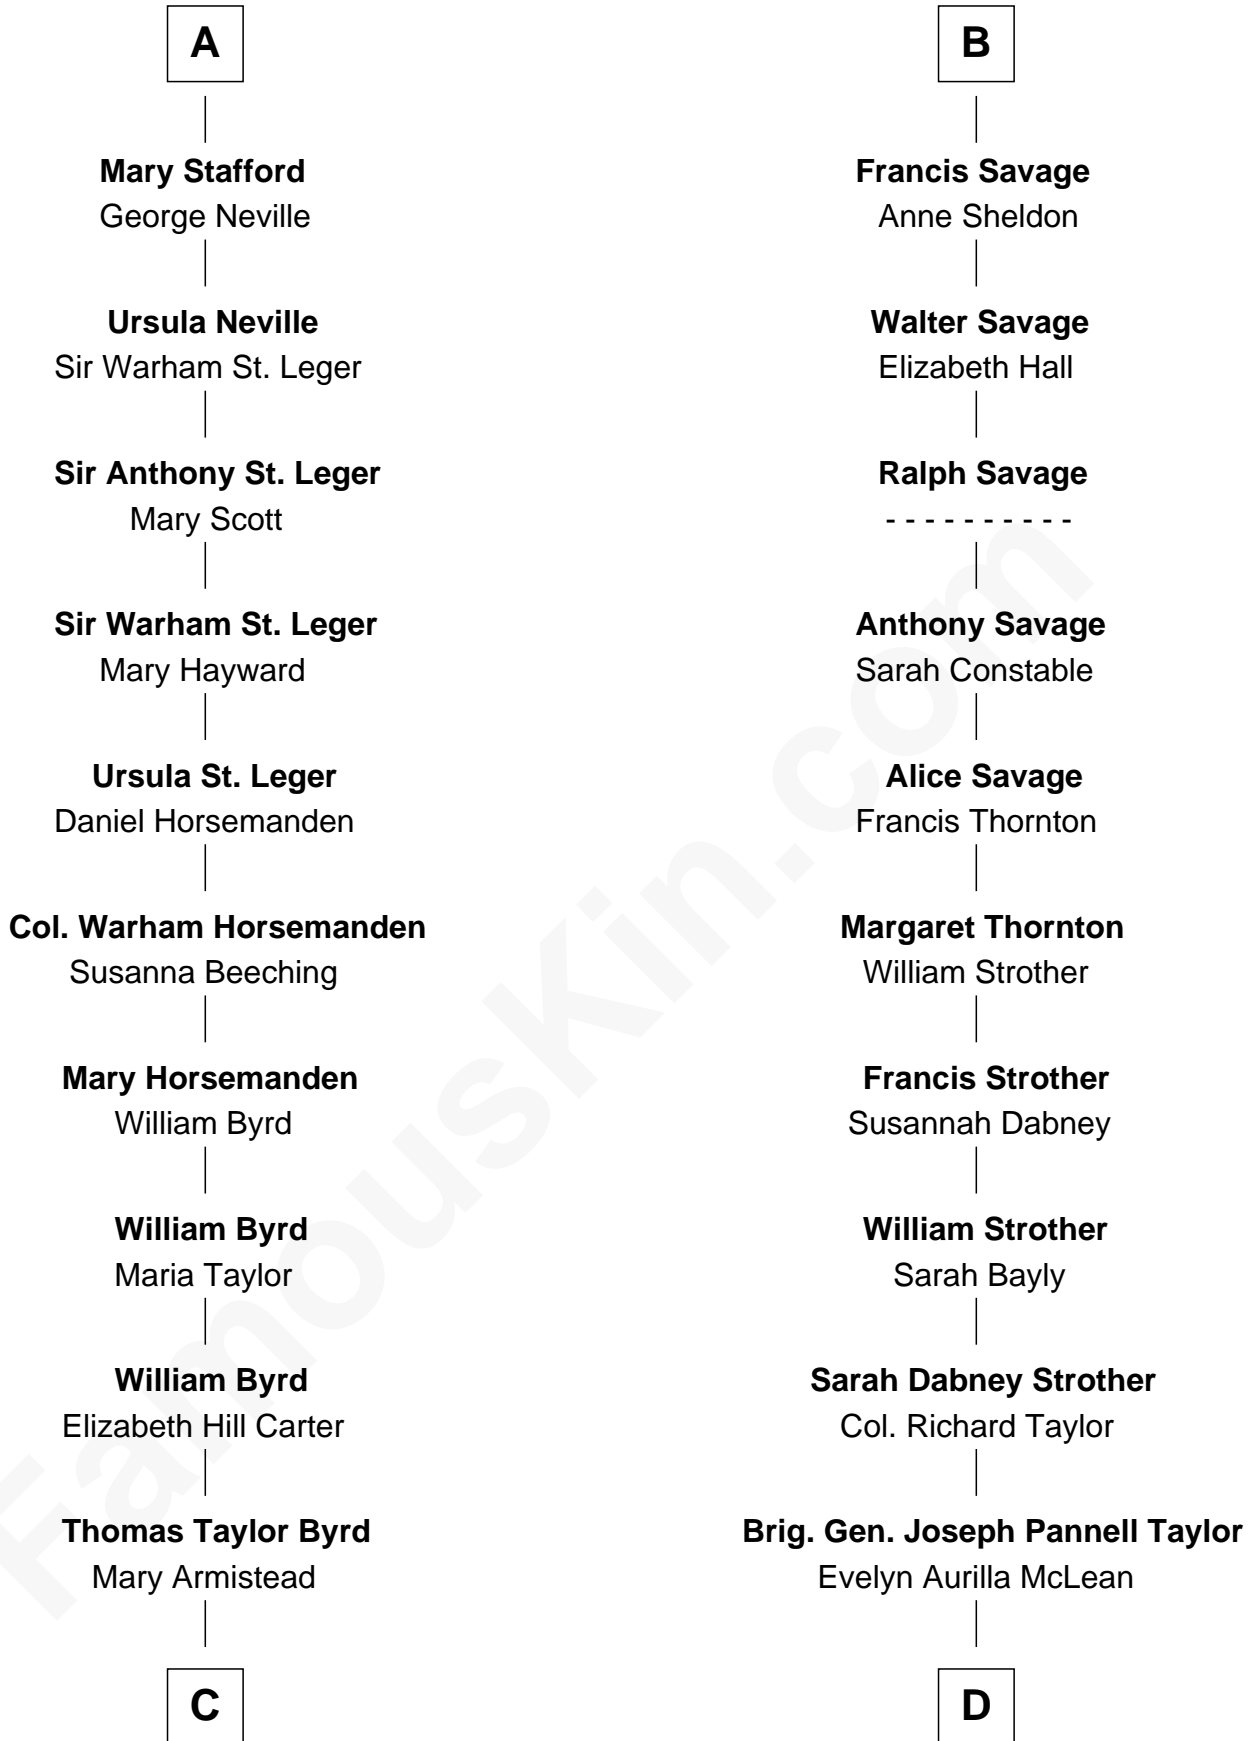 A
Mary Stafford
George Neville
Ursula Neville
Sir Warham St. Leger
Sir Anthony St. Leger
Mary Scott
Sir Warham St. Leger
Mary Hayward
Ursula St. Leger
Daniel Horsemanden
Col. Warham Horsemanden
Susanna Beeching
Mary Horsemanden
William Byrd
William Byrd
Maria Taylor
William Byrd
Elizabeth Hill Carter
Thomas Taylor Byrd
Mary Armistead
C
B
Francis Savage
Anne Sheldon
Walter Savage
Elizabeth Hall
Ralph Savage
- - - - - - - - - -
Anthony Savage
Sarah Constable
Alice Savage
Francis Thornton
Margaret Thornton
William Strother
Francis Strother
Susannah Dabney
William Strother
Sarah Bayly
Sarah Dabney Strother
Col. Richard Taylor
Brig. Gen. Joseph Pannell Taylor
Evelyn Aurilla McLean
D
FamousKin.com